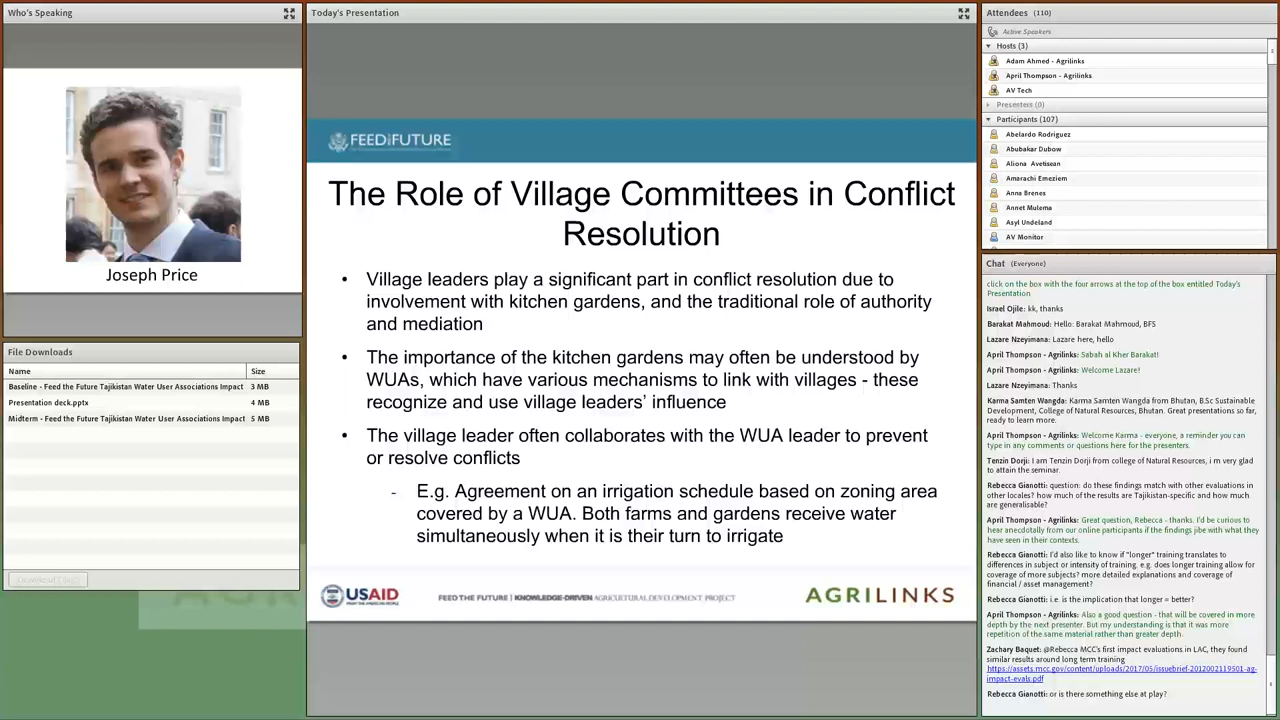 Who's Speaking
Joseph Price
File Downloads
Name Size
Baseline - Feed the Future Tajikistan Water User Associations Impact 3 MB
Presentation deck.pptx 4 MB
Midterm - Feed the Future Tajikistan Water User Associations Impact 5 MB
Download File(s)
Today's Presentation
FEED THE FUTURE
The Role of Village Committees in Conflict
Resolution
• Village leaders play a significant part in conflict resolution due to
involvement with kitchen gardens, and the traditional role of authority
and mediation
• The importance of the kitchen gardens may often be understood by
WUAs, which have various mechanisms to link with villages - these
recognize and use village leaders' influence
• The village leader often collaborates with the WUA leader to prevent
or resolve conflicts
- E.g. Agreement on an irrigation schedule based on zoning area
covered by a WUA. Both farms and gardens receive water
simultaneously when it is their turn to irrigate
USAID
FROM THE AMERICAN PEOPLE
FEED THE FUTURE | KNOWLEDGE-DRIVEN AGRICULTURAL DEVELOPMENT PROJECT
AGRILINKS
Attendees (110)
Active Speakers
Hosts (3)
Adam Ahmed - Agrilinks
April Thompson - Agrilinks
AV Tech
Presenters (0)
Participants (107)
Abelardo Rodriguez
Abubakar Dubow
Aliona Avetisean
Amarachi Emeziem
Anna Brenes
Annet Mulema
Asyl Undeland
AV Monitor
Chat (Everyone)
click on the box with the four arrows at the top of the box entitled Today's
Presentation
Israel Ojile: kk, thanks
Barakat Mahmoud: Hello: Barakat Mahmoud, BFS
Lazare Nzeyimana: Lazare here, hello
April Thompson - Agrilinks: Sabah al Kher Barakat!
April Thompson - Agrilinks: Welcome Lazare!
Lazare Nzeyimana: Thanks
Karma Samten Wangda: Karma Samten Wangda from Bhutan, B.Sc Sustainable
Development, College of Natural Resources, Bhutan. Great presentations so far,
ready to learn more.
April Thompson - Agrilinks: Welcome Karma - everyone, a reminder you can
type in any comments or questions here for the presenters.
Tenzin Dorji: I am Tenzin Dorji from college of Natural Resources, i m very glad
to attain the seminar.
Rebecca Gianotti: question: do these findings match with other evaluations in
other locales? how much of the results are Tajikistan-specific and how much
are generalisable?
April Thompson - Agrilinks: Great question, Rebecca - thanks. I'd be curious to
hear anecdotally from our online participants if the findings jibe with what they
have seen in their contexts.
Rebecca Gianotti: I'd also like to know if "longer" training translates to
differences in subject or intensity of training. e.g. does longer training allow for
coverage of more subjects? more detailed explanations and coverage of
financial / asset management?
Rebecca Gianotti: i.e. is the implication that longer = better?
April Thompson - Agrilinks: Also a good question - that will be covered in more
depth by the next presenter. But my understanding is that it was more
repetition of the same material rather than greater depth.
Zachary Baquet: @Rebecca MCC's first impact evaluations in LAC, they found
similar results around long term training
https://assets.mcc.gov/content/uploads/2017/05/issuebrief-2012002119501-ag-
impact-evals.pdf
Rebecca Gianotti: or is there something else at play?